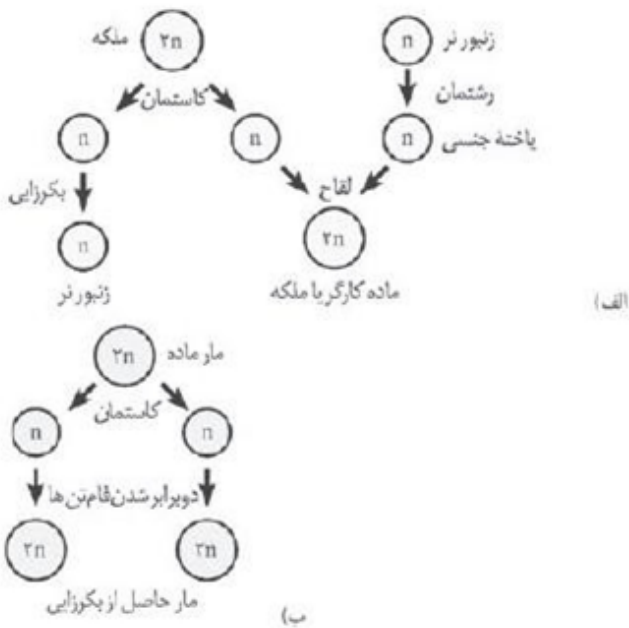 ملکه ۲n
زنبور نر n
کاستمان
رشتمان
n
n
n یاخته جنسی
بکرزایی
لقاح
n
۲n
زنبور نر
ماده کارگر یا ملکه
الف)
مار ماده ۲n
کاستمان
n
n
دوبرابر شدن فام‌تن ها
۲n
۲n
مار حاصل از بکرزایی
ب)